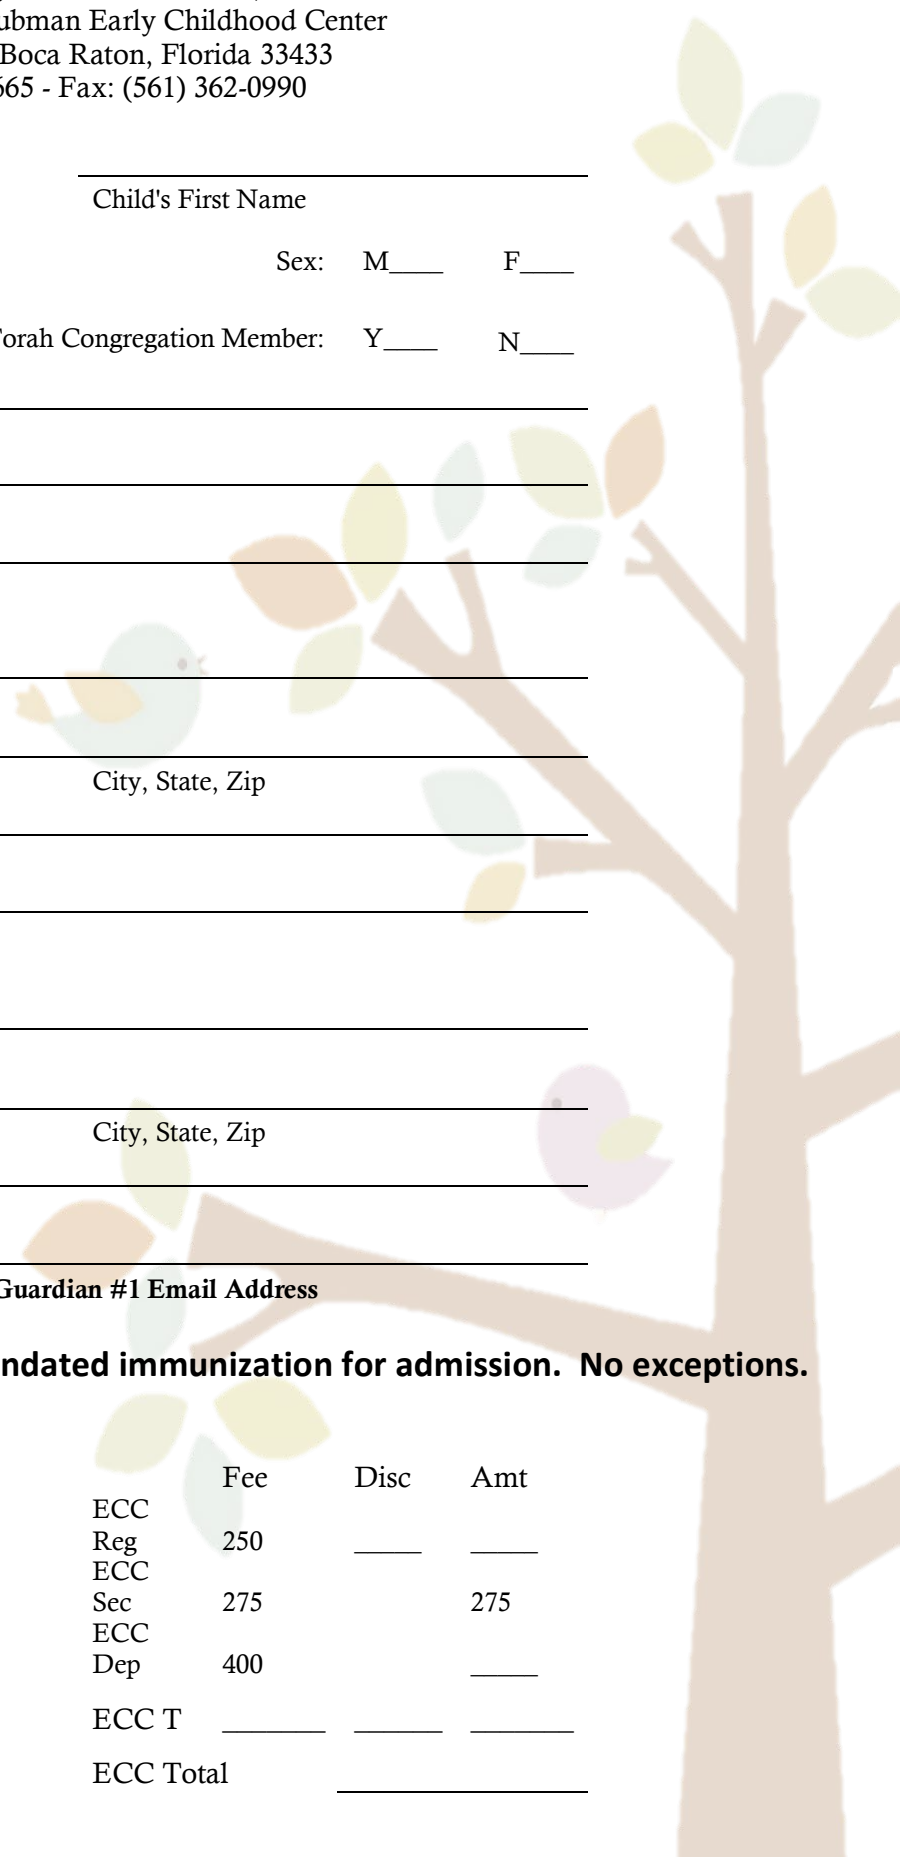 ubman Early Childhood Center
Boca Raton, Florida 33433
665 - Fax: (561) 362-0990
Child's First Name
Sex: M____ F____
Torah Congregation Member: Y____ N____
City, State, Zip
City, State, Zip
Guardian #1 Email Address
ndated immunization for admission. No exceptions.
Fee Disc Amt
ECC
Reg 250 _____ _____
ECC
Sec 275 275
ECC
Dep 400 _____
ECC T _______ ______ _______
ECC Total